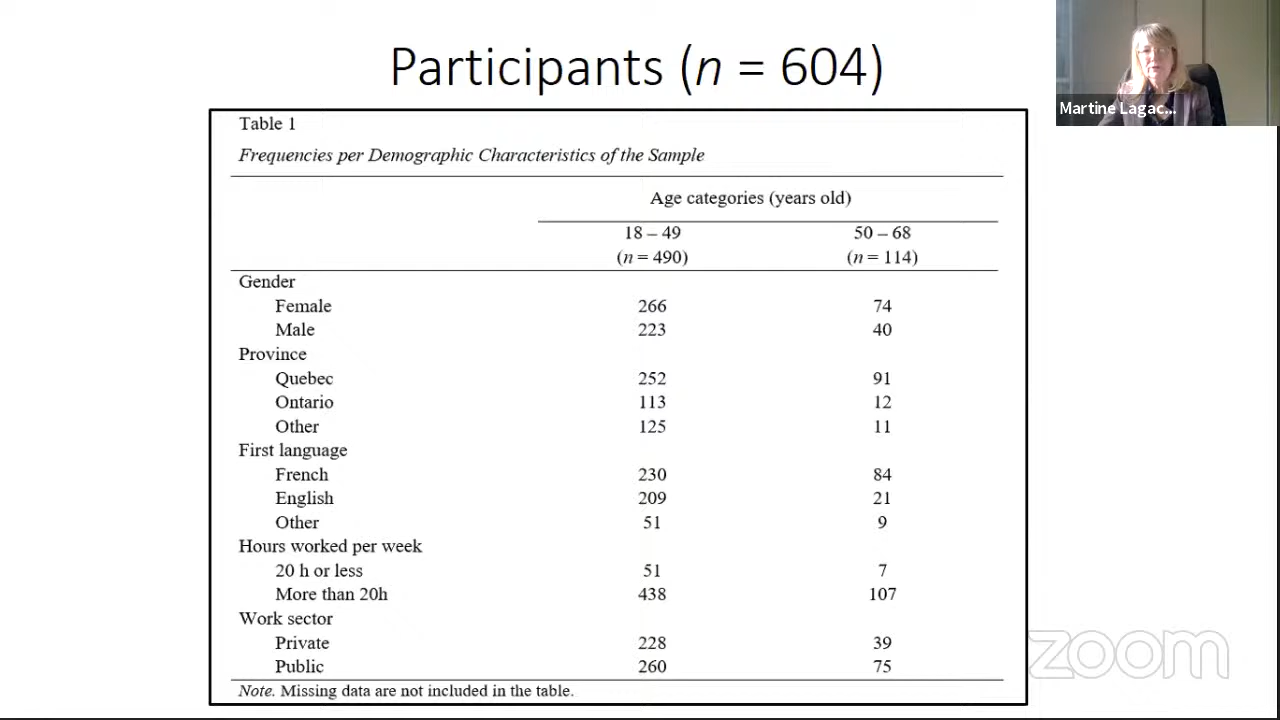 Participants (n = 604)
Martine Lagac...
Table 1
Frequencies per Demographic Characteristics of the Sample
Age categories (years old)
18 – 49 50 – 68
(n = 490) (n = 114)
Gender
Female 266 74
Male 223 40
Province
Quebec 252 91
Ontario 113 12
Other 125 11
First language
French 230 84
English 209 21
Other 51 9
Hours worked per week
20 h or less 51 7
More than 20h 438 107
Work sector
Private 228 39
Public 260 75
Note. Missing data are not included in the table.
zoom